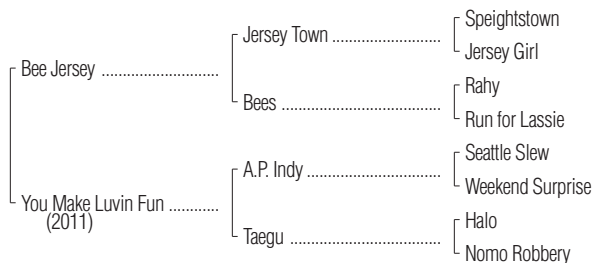 Speightstown
Jersey Town ........................
Jersey Girl
Bee Jersey ..........................
Rahy
Bees ...................................
Run for Lassie
Seattle Slew
A.P. Indy .............................
Weekend Surprise
You Make Luvin Fun ...........
(2011)
Halo
Taegu .................................
Nomo Robbery